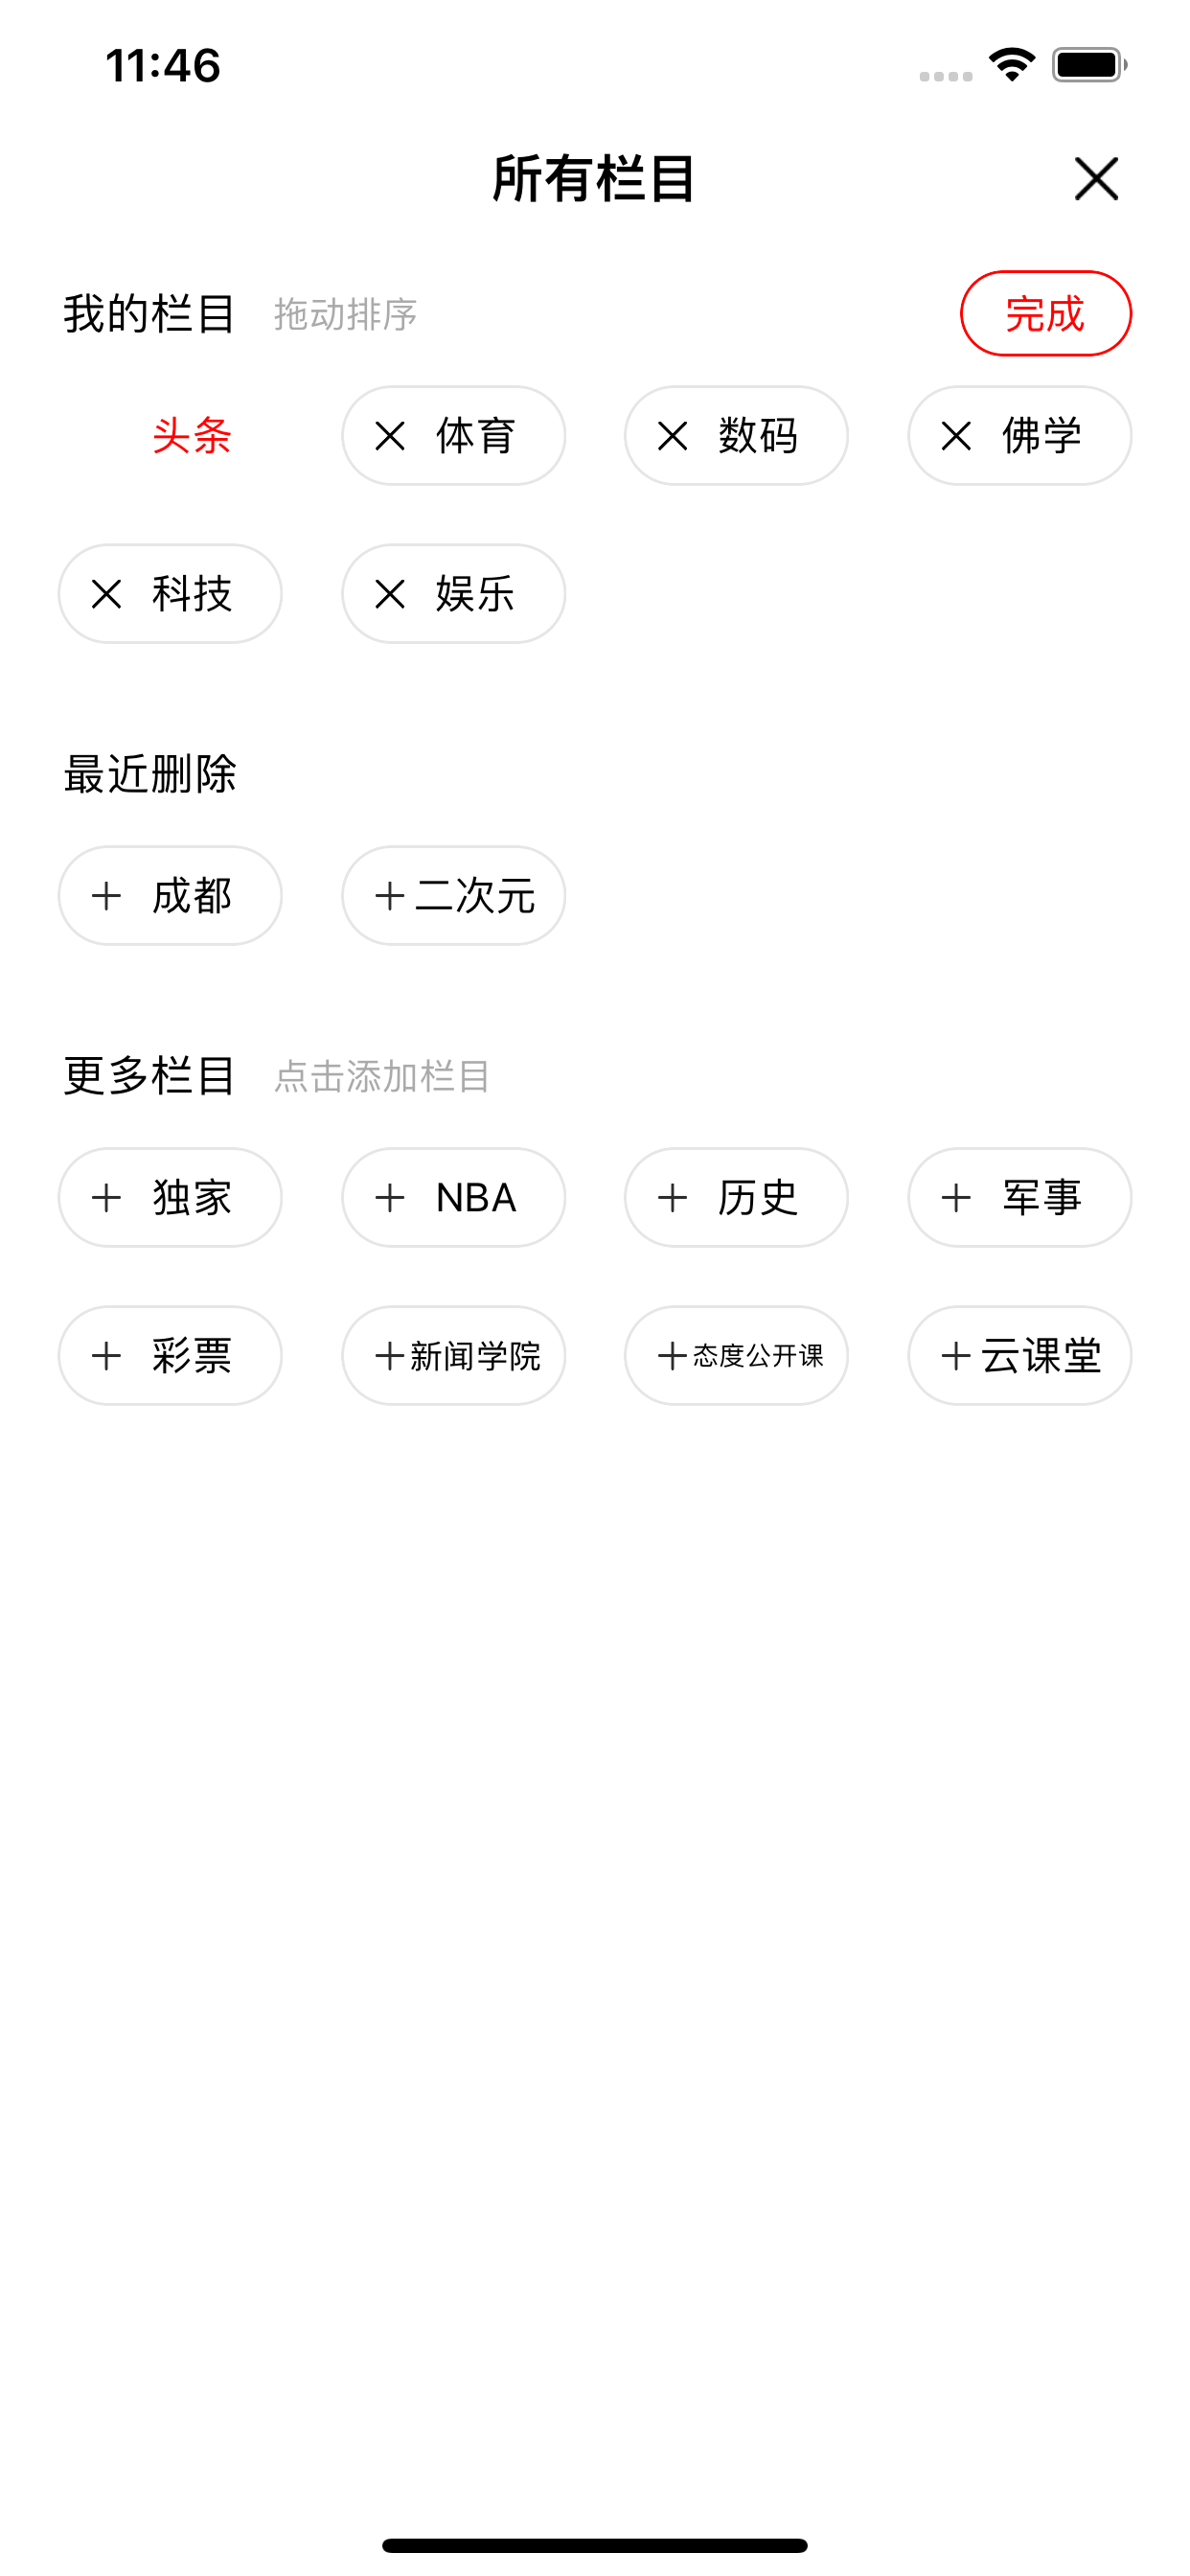 11:46
所有栏目
我的栏目 拖动排序 完成
头条 体育 数码 佛学
科技 娱乐
最近删除
成都 二次元
更多栏目 点击添加栏目
独家 NBA 历史 军事
彩票 新闻学院 态度公开课 云课堂